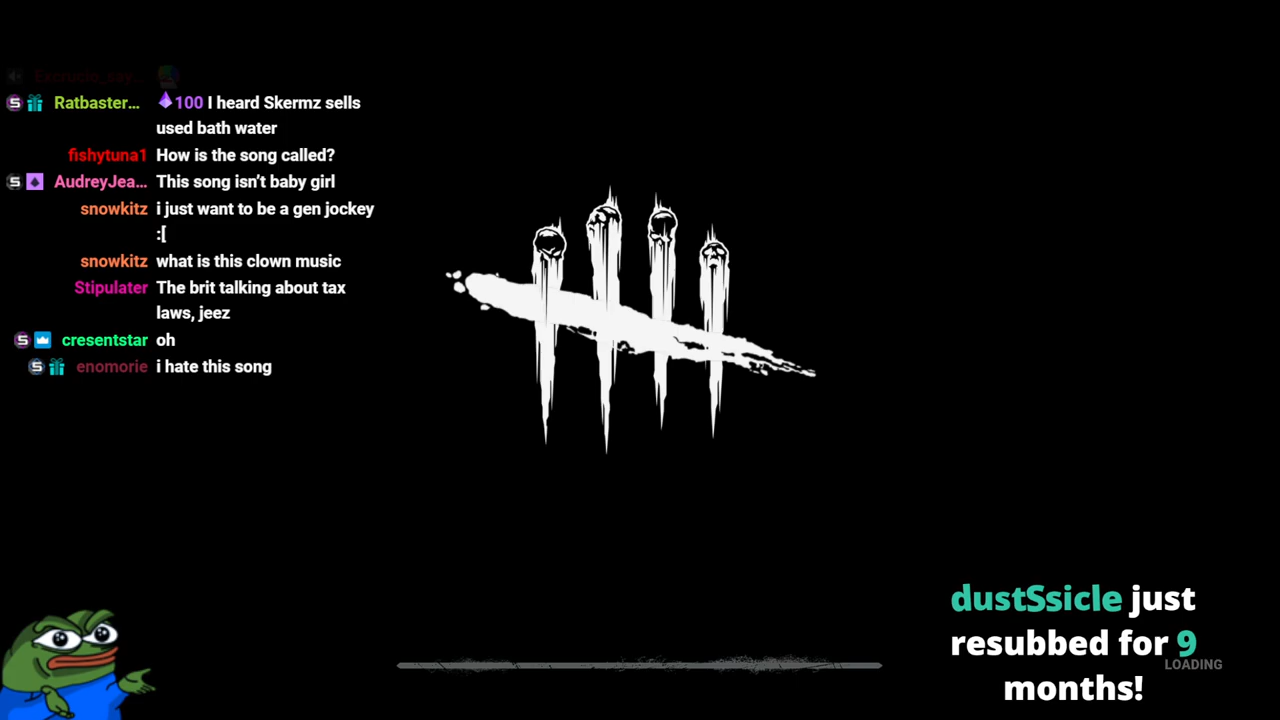 Ratbaster… 100 I heard Skermz sells
used bath water
fishytuna1 How is the song called?
AudreyJea… This song isn’t baby girl
snowkitz i just want to be a gen jockey
:[
snowkitz what is this clown music
Stipulater The brit talking about tax
laws, jeez
cresentstar oh
enomorie i hate this song
dustSsicle just
resubbed for 9
months!
LOADING